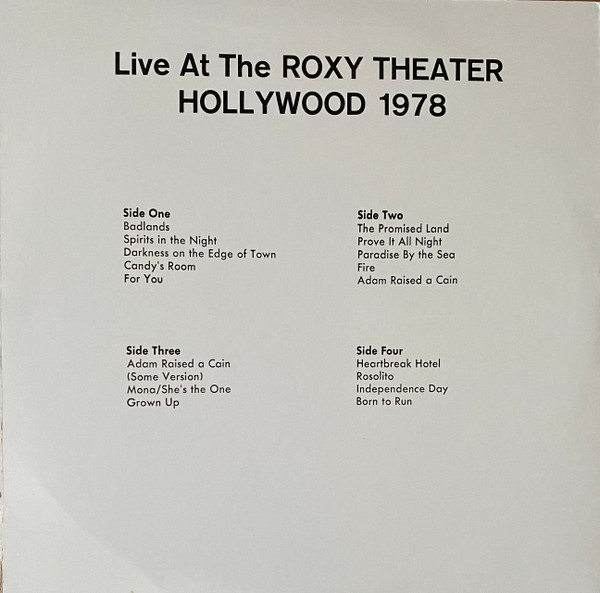 Live At The ROXY THEATER
HOLLYWOOD 1978
Side One
Badlands
Spirits in the Night
Darkness on the Edge of Town
Candy's Room
For You
Side Two
The Promised Land
Prove It All Night
Paradise By the Sea
Fire
Adam Raised a Cain
Side Three
Adam Raised a Cain
(Some Version)
Mona/She's the One
Grown Up
Side Four
Heartbreak Hotel
Rosolito
Independence Day
Born to Run